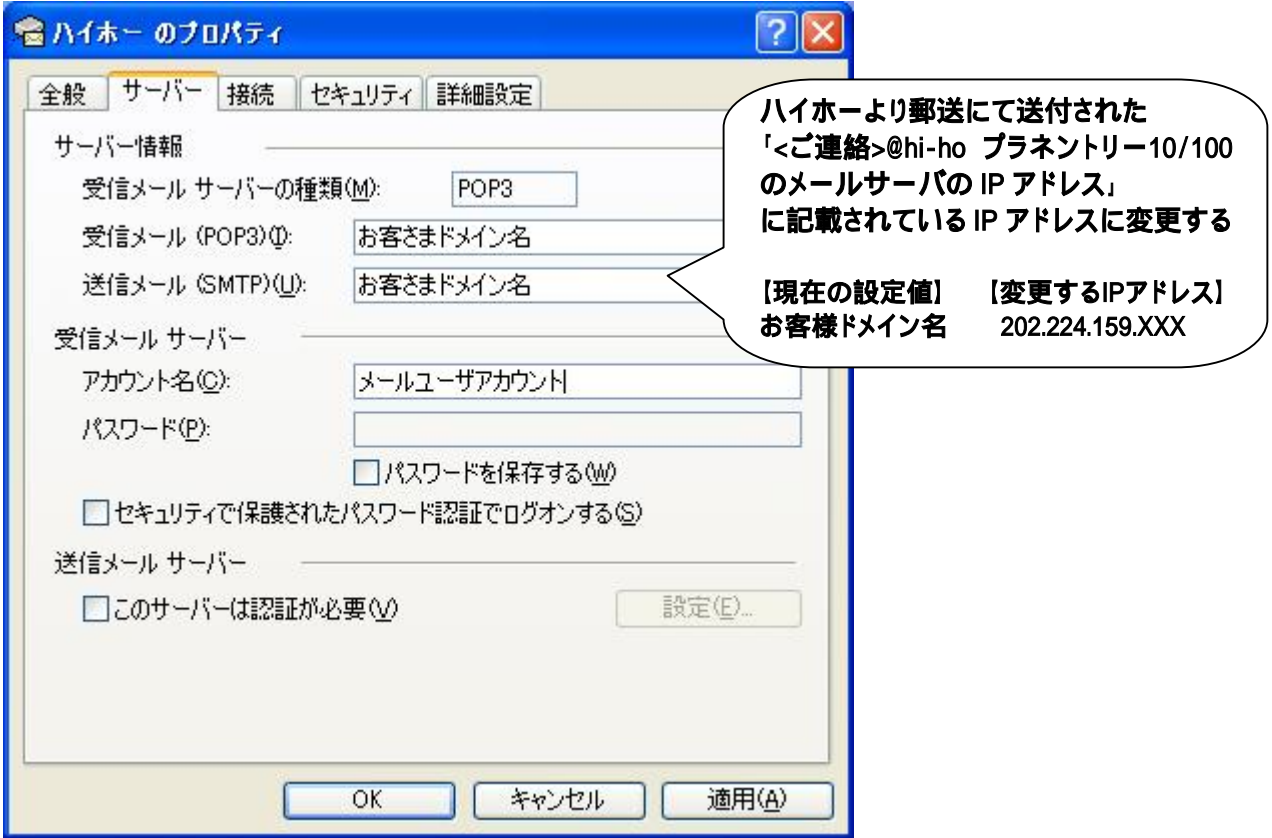 ハイホー のプロパティ
全般 サーバー 接続 セキュリティ 詳細設定
サーバー情報
受信メール サーバーの種類(M): POP3
受信メール (POP3)(I): お客さまドメイン名
送信メール (SMTP)(U): お客さまドメイン名
受信メール サーバー
アカウント名(C): メールユーザアカウント
パスワード(P):
パスワードを保存する(W)
セキュリティで保護されたパスワード認証でログオンする(S)
送信メール サーバー
このサーバーは認証が必要(V) 設定(E)...
OK キャンセル 適用(A)
ハイホーより郵送にて送付された
「<ご連絡>@hi-ho プラネントリー10/100
のメールサーバの IP アドレス」
に記載されている IP アドレスに変更する
【現在の設定値】 【変更するIPアドレス】
お客様ドメイン名 202.224.159.XXX